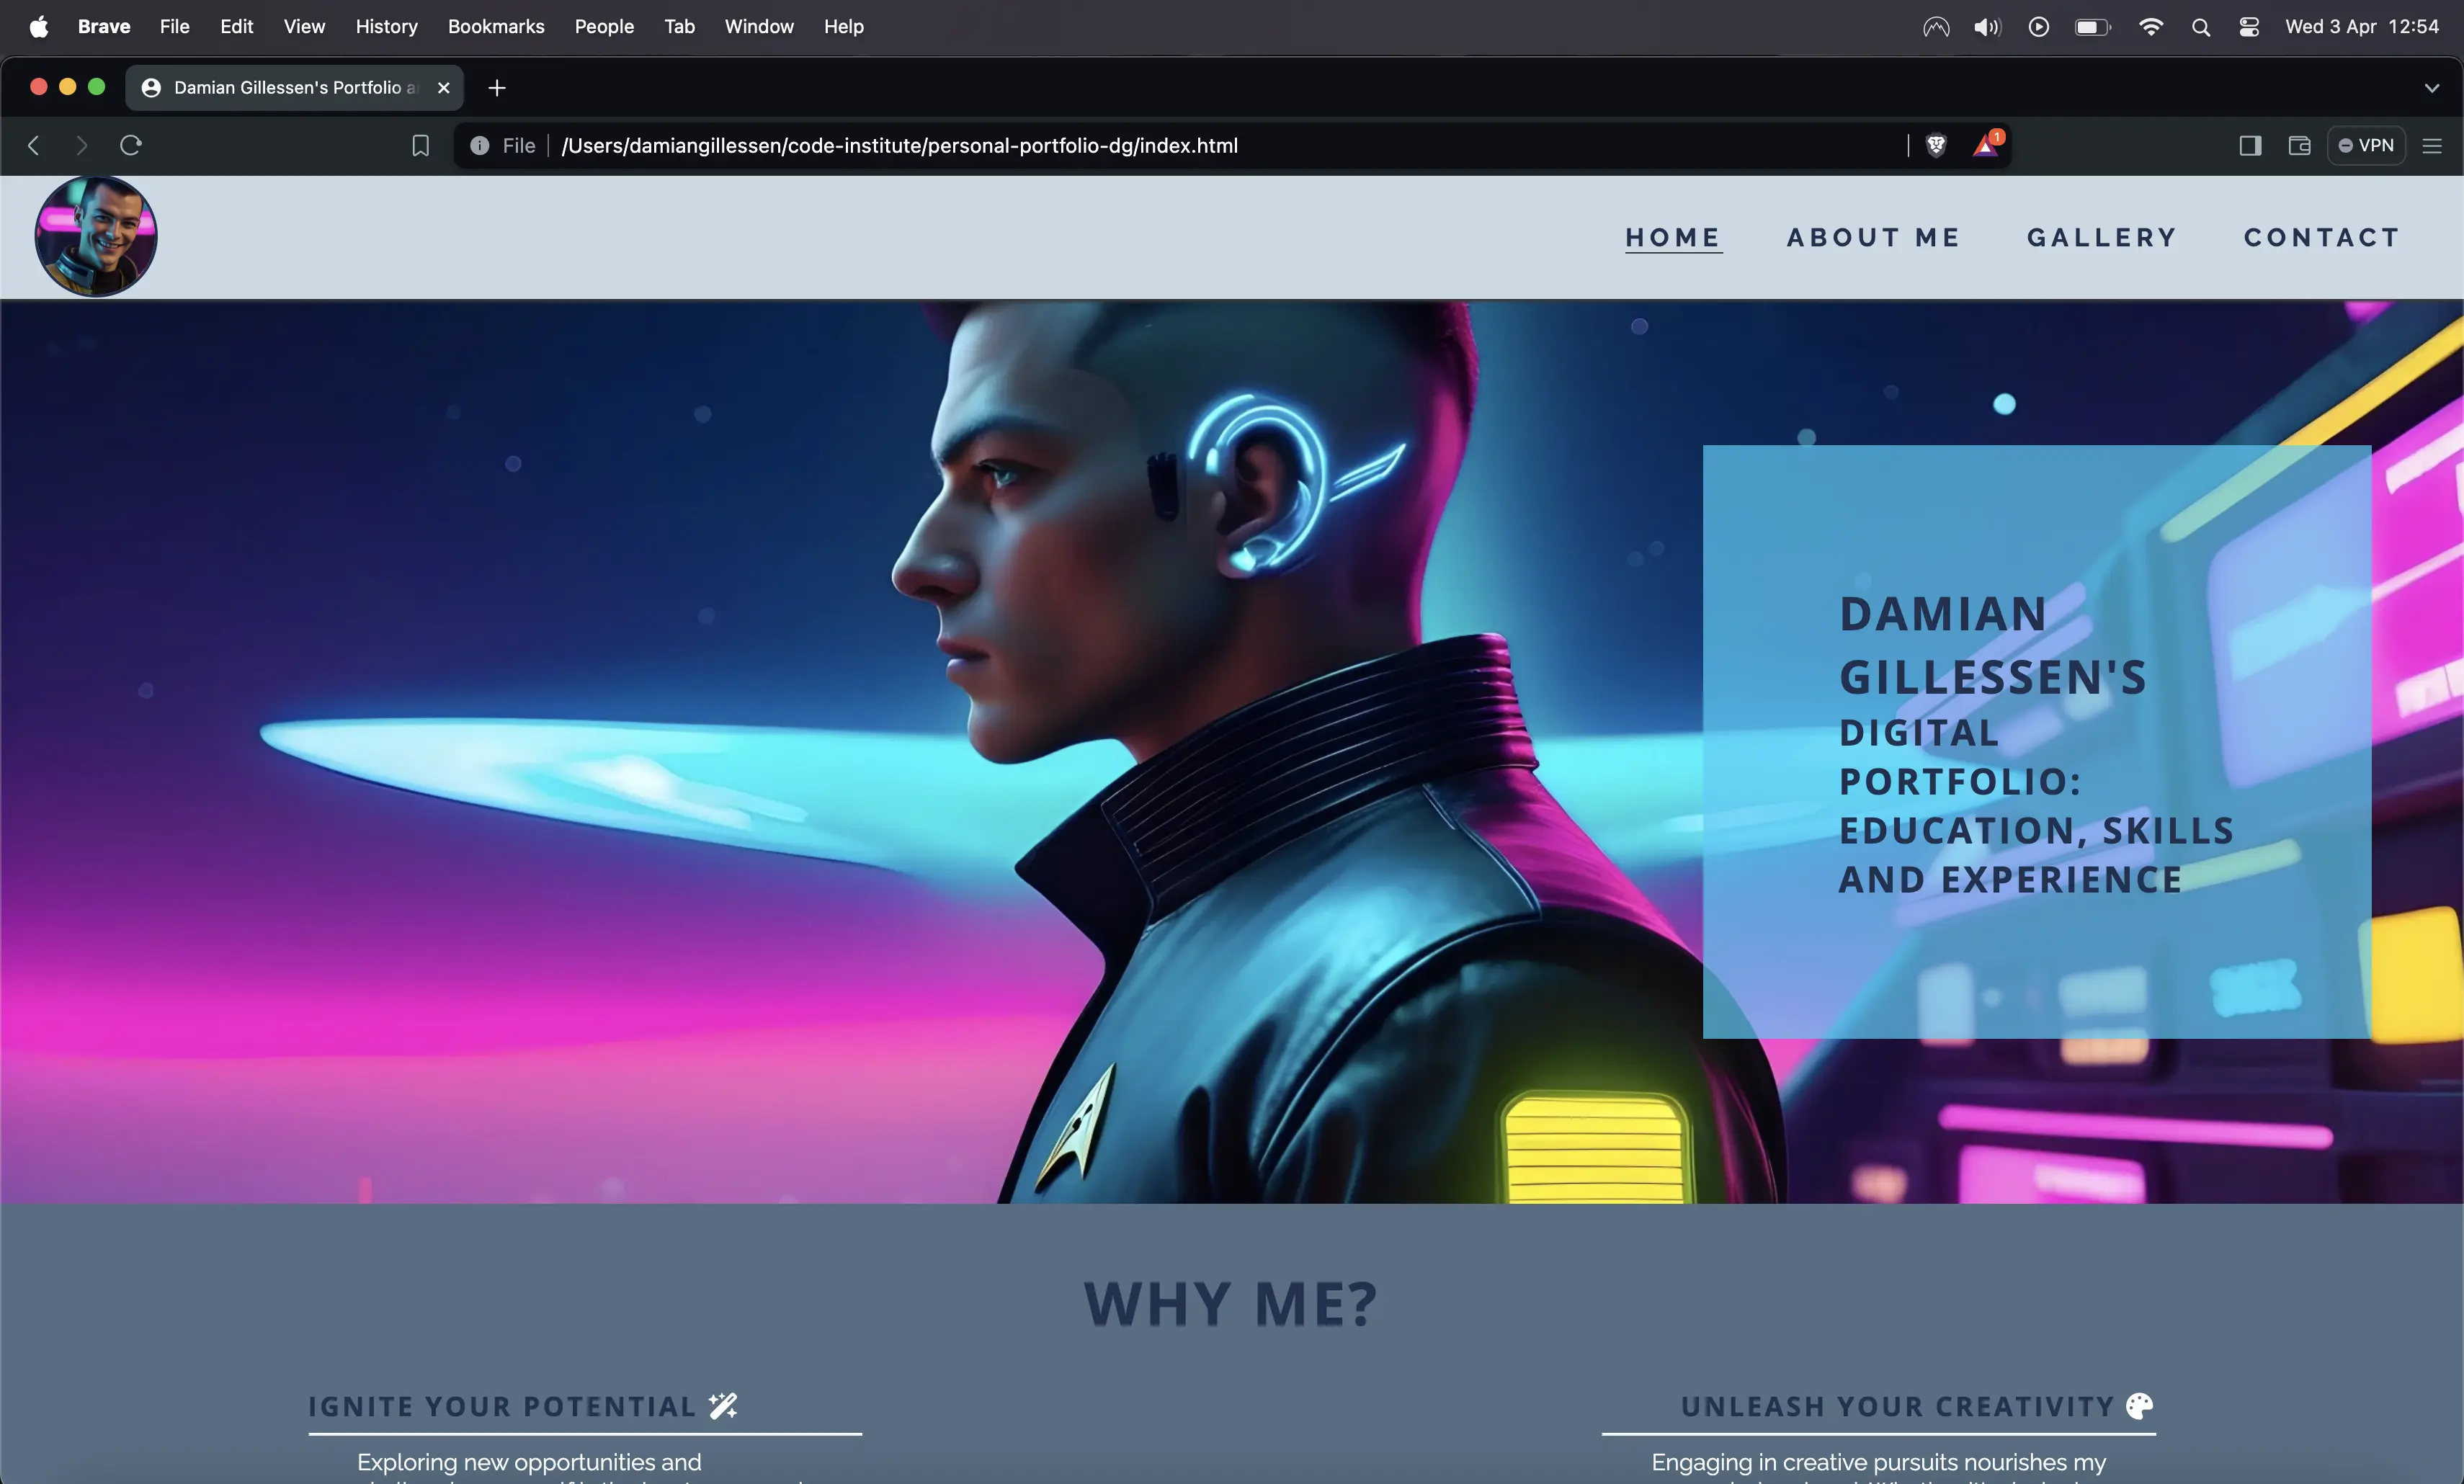 Brave File Edit View History Bookmarks People Tab Window Help Wed 3 Apr 12:54
Damian Gillessen's Portfolio
File /Users/damiangillessen/code-institute/personal-portfolio-dg/index.html 1 VPN
HOME ABOUT ME GALLERY CONTACT
DAMIAN
GILLESSEN'S
DIGITAL
PORTFOLIO:
EDUCATION, SKILLS
AND EXPERIENCE
WHY ME?
IGNITE YOUR POTENTIAL
Exploring new opportunities and
UNLEASH YOUR CREATIVITY
Engaging in creative pursuits nourishes my